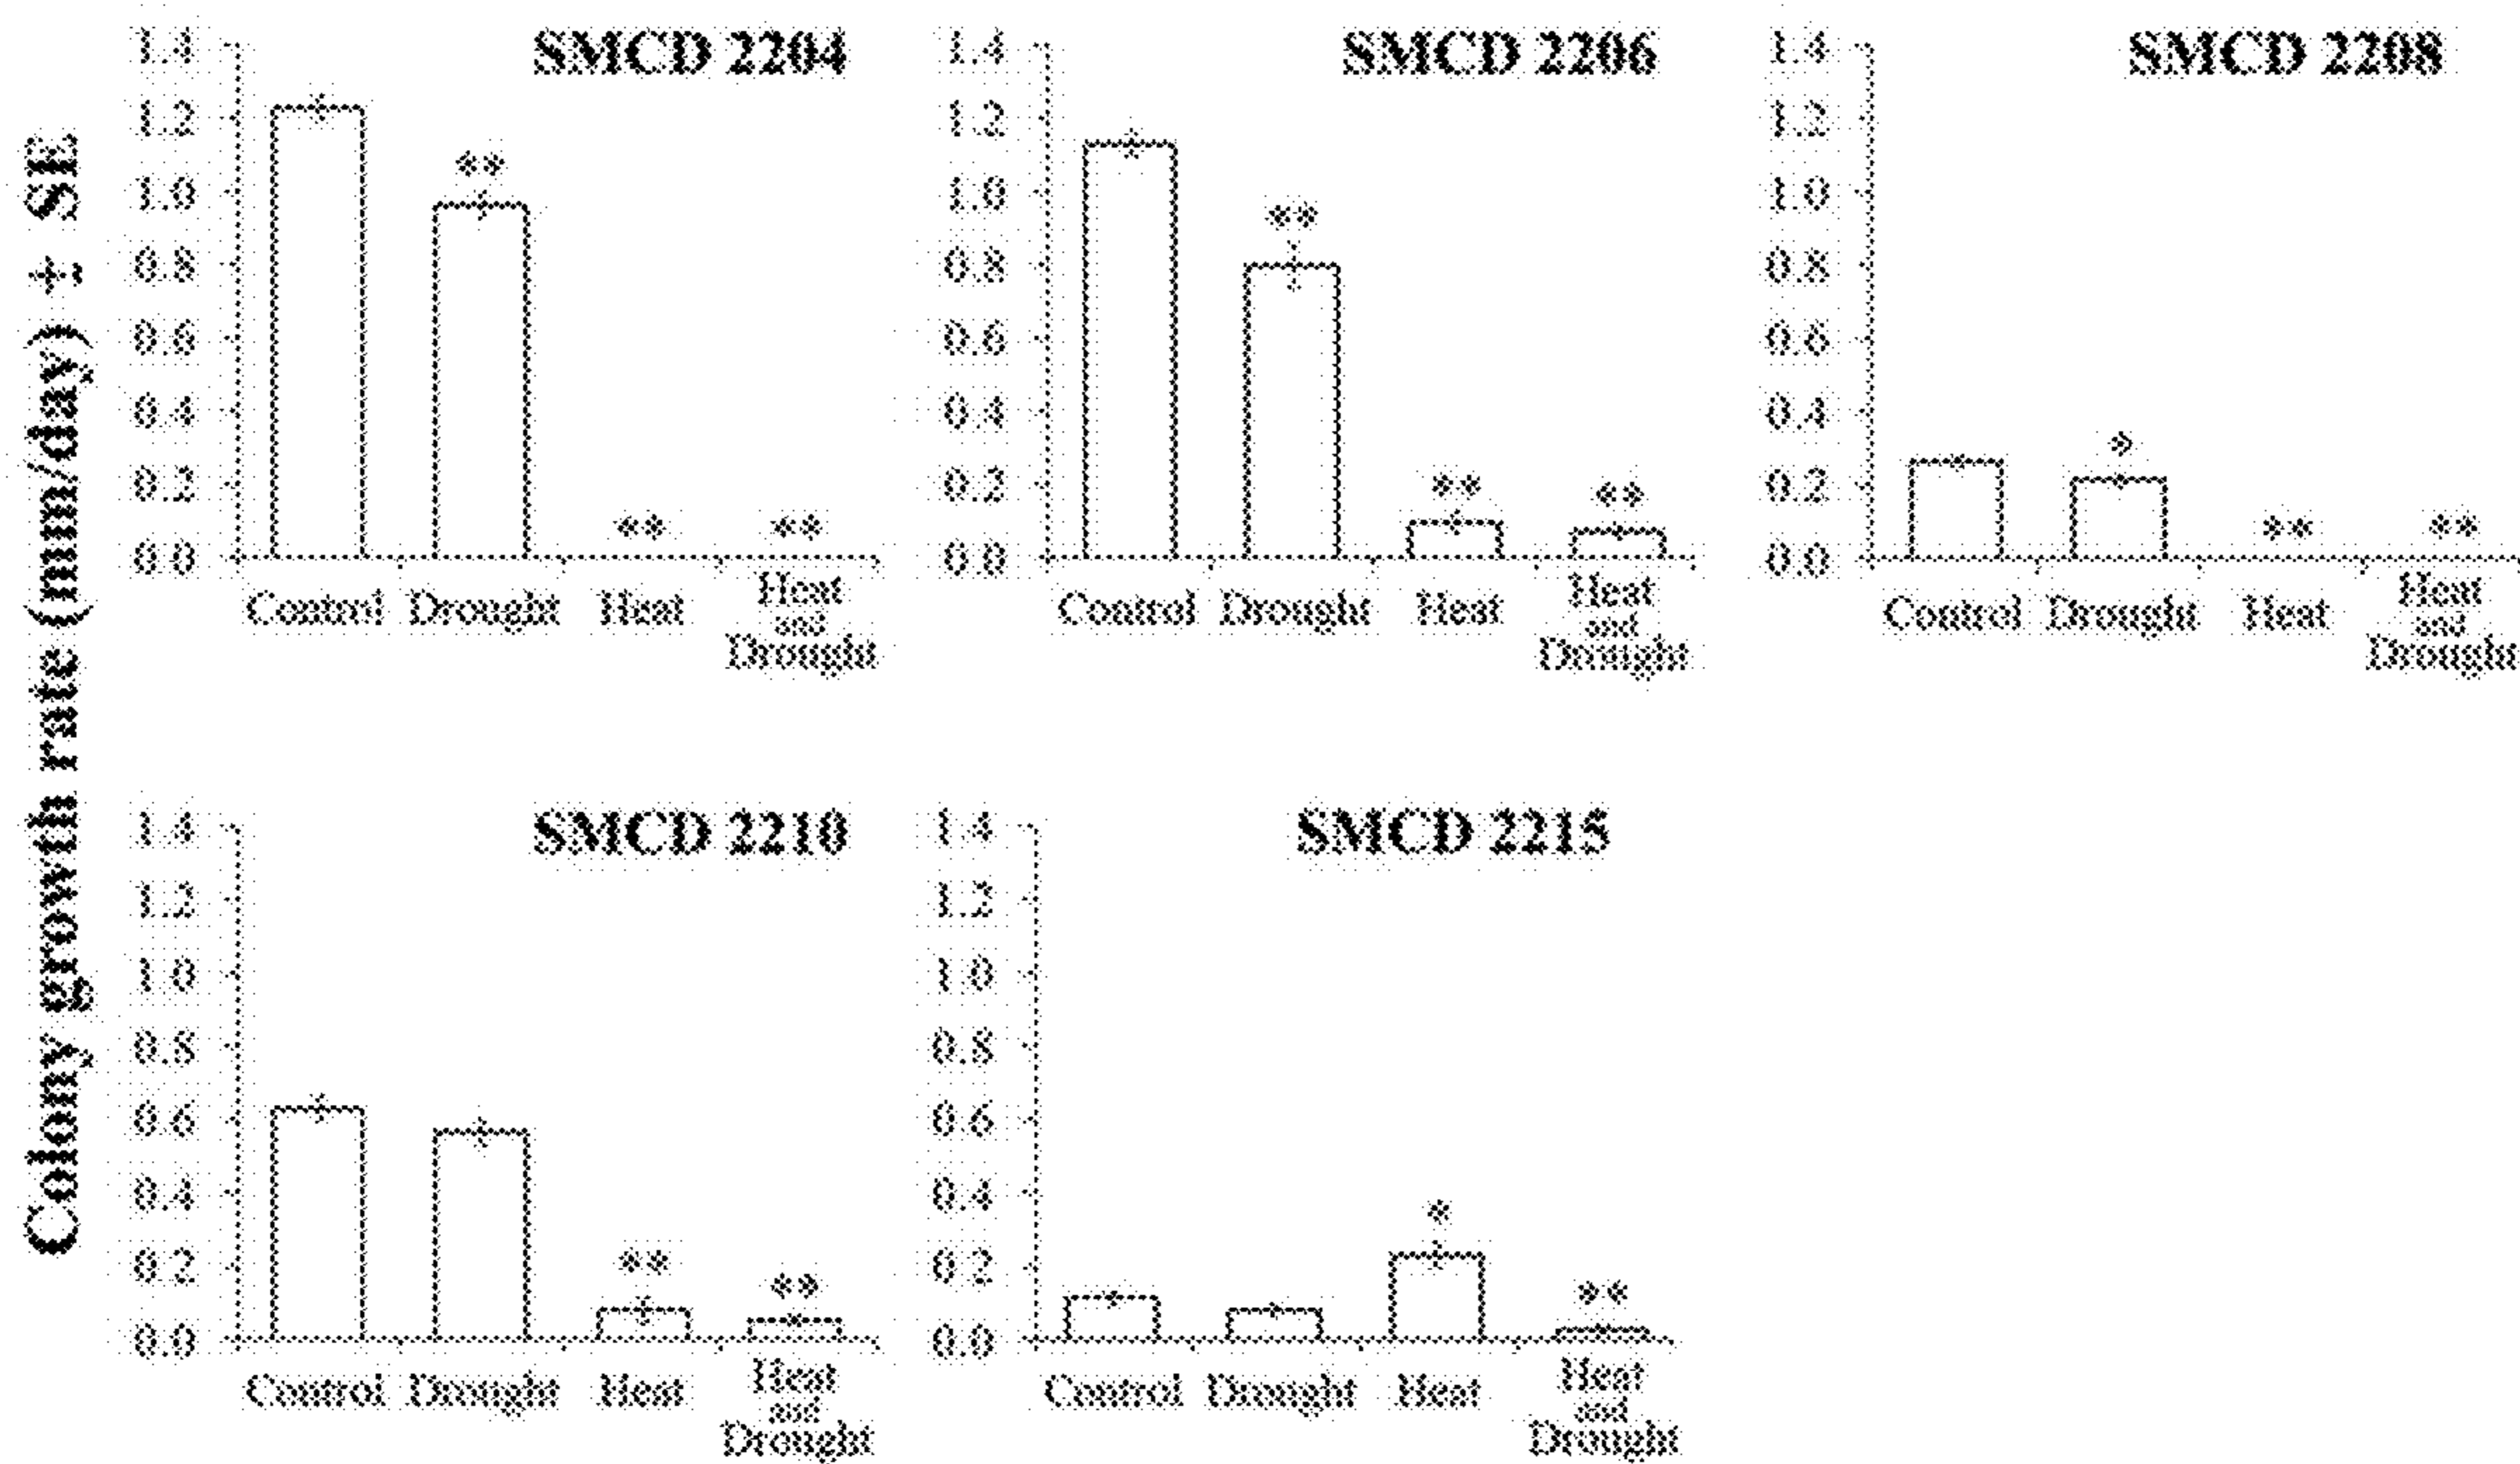 Colony growth rate (mm/day) ± SE
SMCD 2204
1.4
1.2
1.0
0.8
0.6
0.4
0.2
0.0
**
**
**
Control Drought Heat Heat
and
Drought
SMCD 2206
1.4
1.2
1.0
0.8
0.6
0.4
0.2
0.0
**
**
**
Control Drought Heat Heat
and
Drought
SMCD 2208
1.4
1.2
1.0
0.8
0.6
0.4
0.2
0.0
*
**
**
Control Drought Heat Heat
and
Drought
SMCD 2210
1.4
1.2
1.0
0.8
0.6
0.4
0.2
0.0
**
**
Control Drought Heat Heat
and
Drought
SMCD 2215
1.4
1.2
1.0
0.8
0.6
0.4
0.2
0.0
*
**
Control Drought Heat Heat
and
Drought